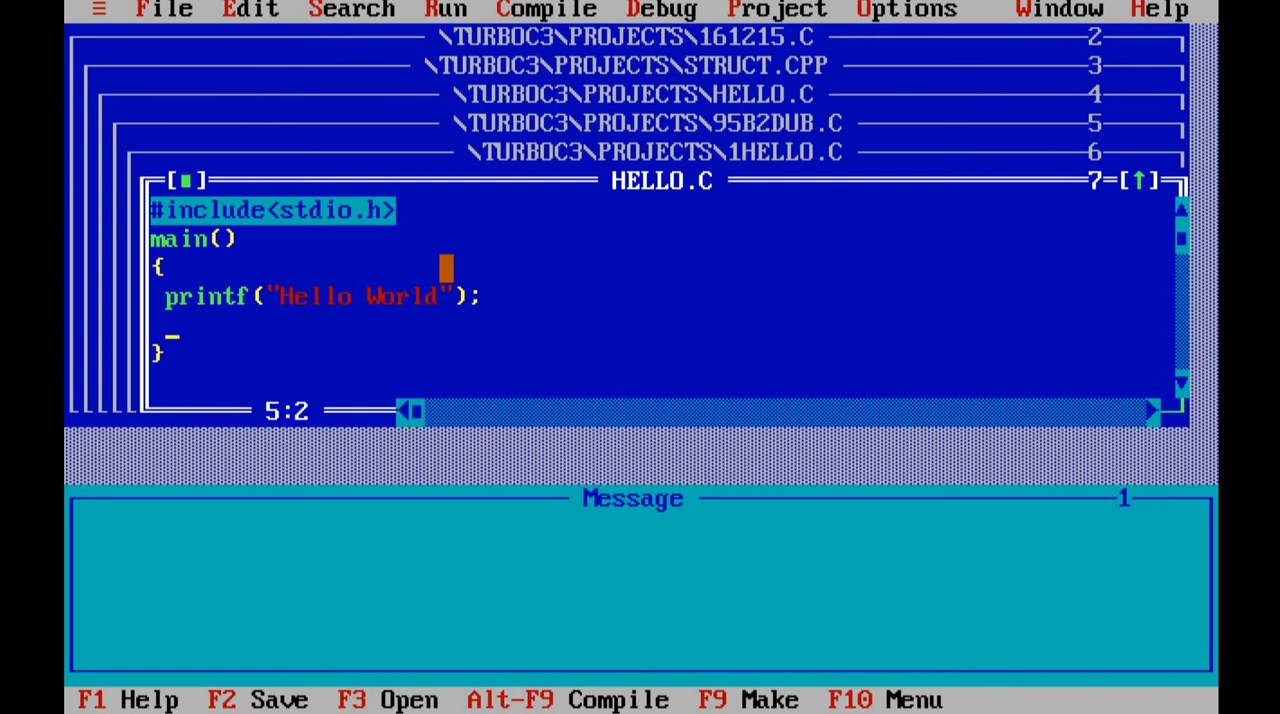 ≡ File Edit Search Run Compile Debug Project Options Window Help
\TURBOC3\PROJECTS\161215.C 2
\TURBOC3\PROJECTS\STRUCT.CPP 3
\TURBOC3\PROJECTS\HELLO.C 4
\TURBOC3\PROJECTS\95B2DUB.C 5
\TURBOC3\PROJECTS\1HELLO.C 6
[■] HELLO.C 7=[↑]
#include<stdio.h>
main()
{
printf("Hello World");
_
}
5:2
Message 1
F1 Help F2 Save F3 Open Alt-F9 Compile F9 Make F10 Menu